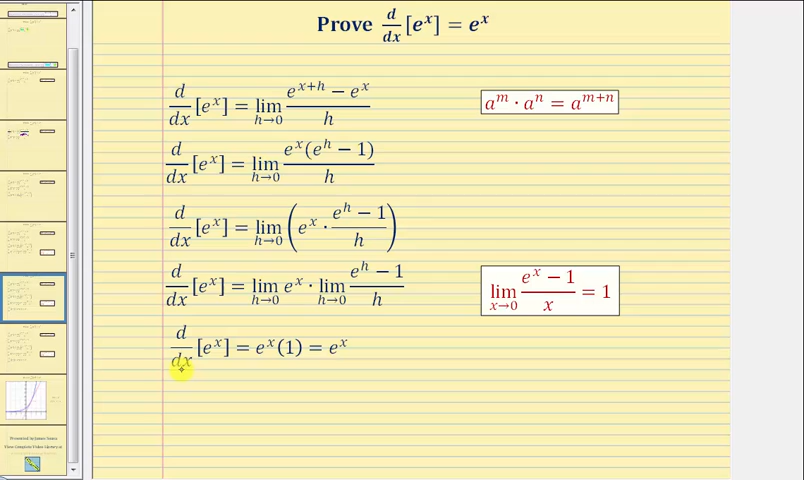 Prove d/dx [e^x] = e^x
d/dx [e^x] = lim_{h→0} (e^{x+h} − e^x)/h
a^m · a^n = a^{m+n}
d/dx [e^x] = lim_{h→0} e^x(e^h − 1)/h
d/dx [e^x] = lim_{h→0} (e^x · (e^h − 1)/h)
d/dx [e^x] = lim_{h→0} e^x · lim_{h→0} (e^h − 1)/h
lim_{x→0} (e^x − 1)/x = 1
d/dx [e^x] = e^x(1) = e^x